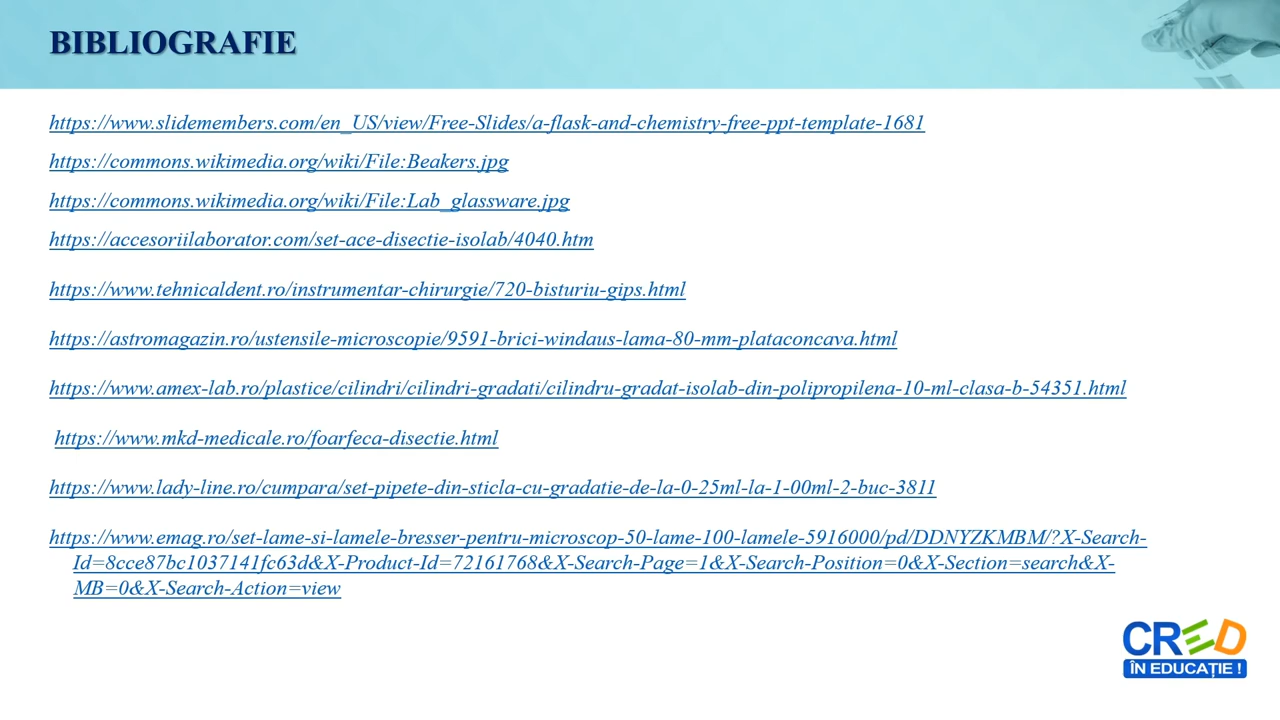 BIBLIOGRAFIE
https://www.slidemembers.com/en_US/view/Free-Slides/a-flask-and-chemistry-free-ppt-template-1681
https://commons.wikimedia.org/wiki/File:Beakers.jpg
https://commons.wikimedia.org/wiki/File:Lab_glassware.jpg
https://accesoriilaborator.com/set-ace-disectie-isolab/4040.htm
https://www.tehnicaldent.ro/instrumentar-chirurgie/720-bisturiu-gips.html
https://astromagazin.ro/ustensile-microscopie/9591-brici-windaus-lama-80-mm-plataconcava.html
https://www.amex-lab.ro/plastice/cilindri/cilindri-gradati/cilindru-gradat-isolab-din-polipropilena-10-ml-clasa-b-54351.html
https://www.mkd-medicale.ro/foarfeca-disectie.html
https://www.lady-line.ro/cumpara/set-pipete-din-sticla-cu-gradatie-de-la-0-25ml-la-1-00ml-2-buc-3811
https://www.emag.ro/set-lame-si-lamele-bresser-pentru-microscop-50-lame-100-lamele-5916000/pd/DDNYZKMBM/?X-Search-
Id=8cce87bc1037141fc63d&X-Product-Id=72161768&X-Search-Page=1&X-Search-Position=0&X-Section=search&X-
MB=0&X-Search-Action=view
CRED
ÎN EDUCAȚIE !